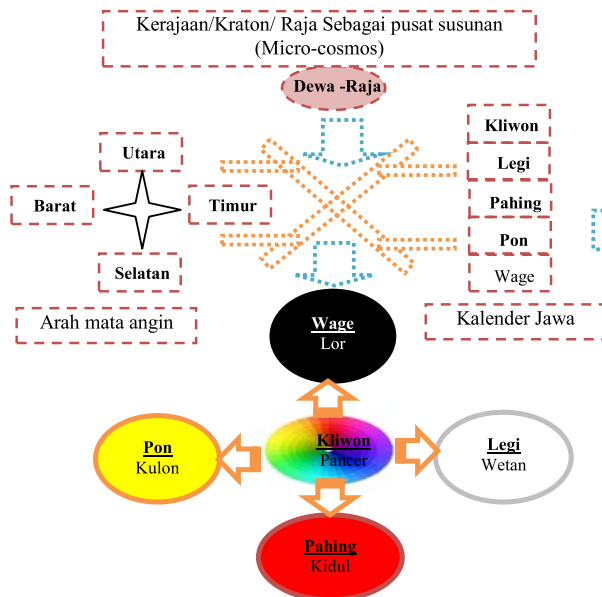 Kerajaan/Kraton/ Raja Sebagai pusat susunan
(Micro-cosmos)
Dewa -Raja
Utara
Barat
Timur
Selatan
Arah mata angin
Kliwon
Legi
Pahing
Pon
Wage
Kalender Jawa
Wage
Lor
Pon
Kulon
Kliwon
Pancer
Legi
Wetan
Pahing
Kidul